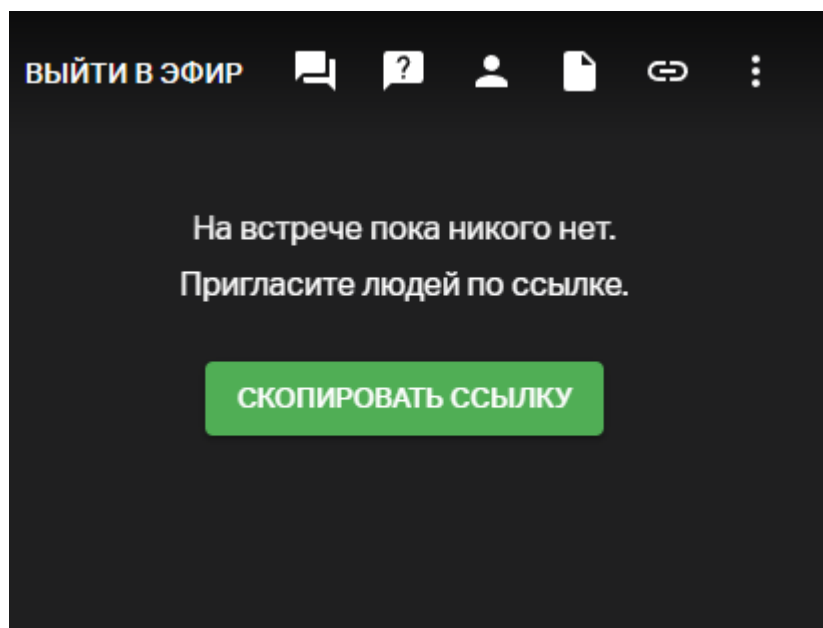 ВЫЙТИ В ЭФИР
?
На встрече пока никого нет.
Пригласите людей по ссылке.
СКОПИРОВАТЬ ССЫЛКУ